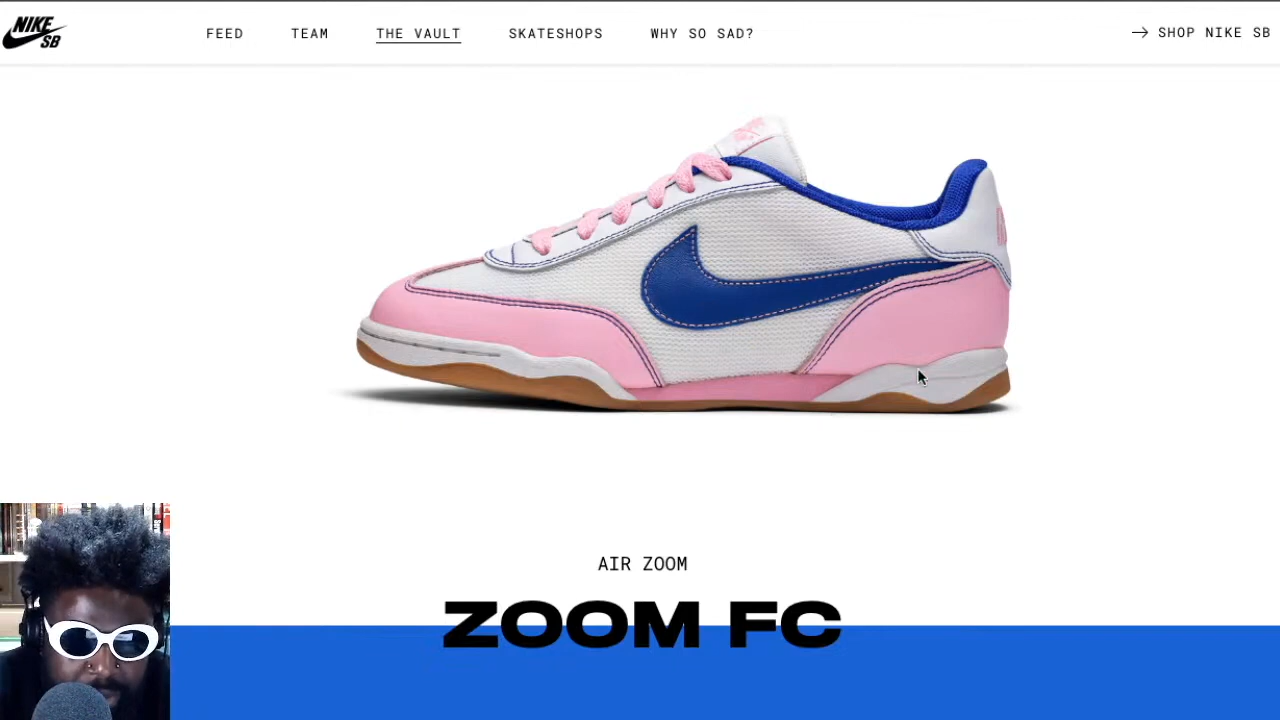 NIKE SB
FEED TEAM THE VAULT SKATESHOPS WHY SO SAD? → SHOP NIKE SB
AIR ZOOM
ZOOM FC